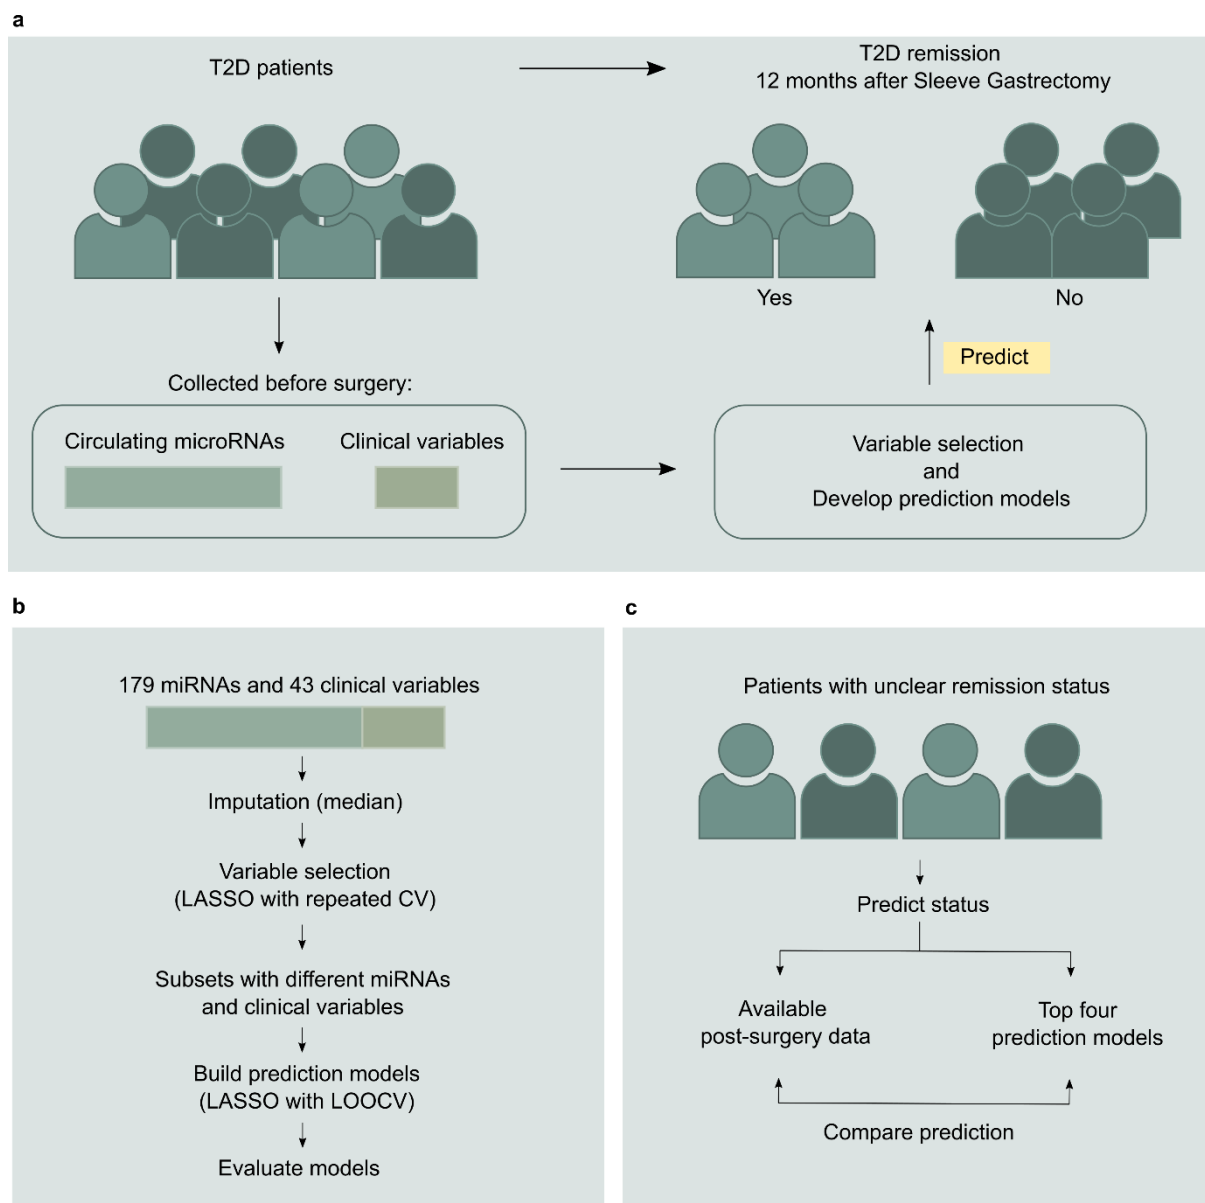 a
T2D patients
T2D remission
12 months after Sleeve Gastrectomy
Yes
No
Predict
Collected before surgery:
Circulating microRNAs
Clinical variables
Variable selection
and
Develop prediction models
b
179 miRNAs and 43 clinical variables
Imputation (median)
Variable selection
(LASSO with repeated CV)
Subsets with different miRNAs
and clinical variables
Build prediction models
(LASSO with LOOCV)
Evaluate models
c
Patients with unclear remission status
Predict status
Available
post-surgery data
Top four
prediction models
Compare prediction